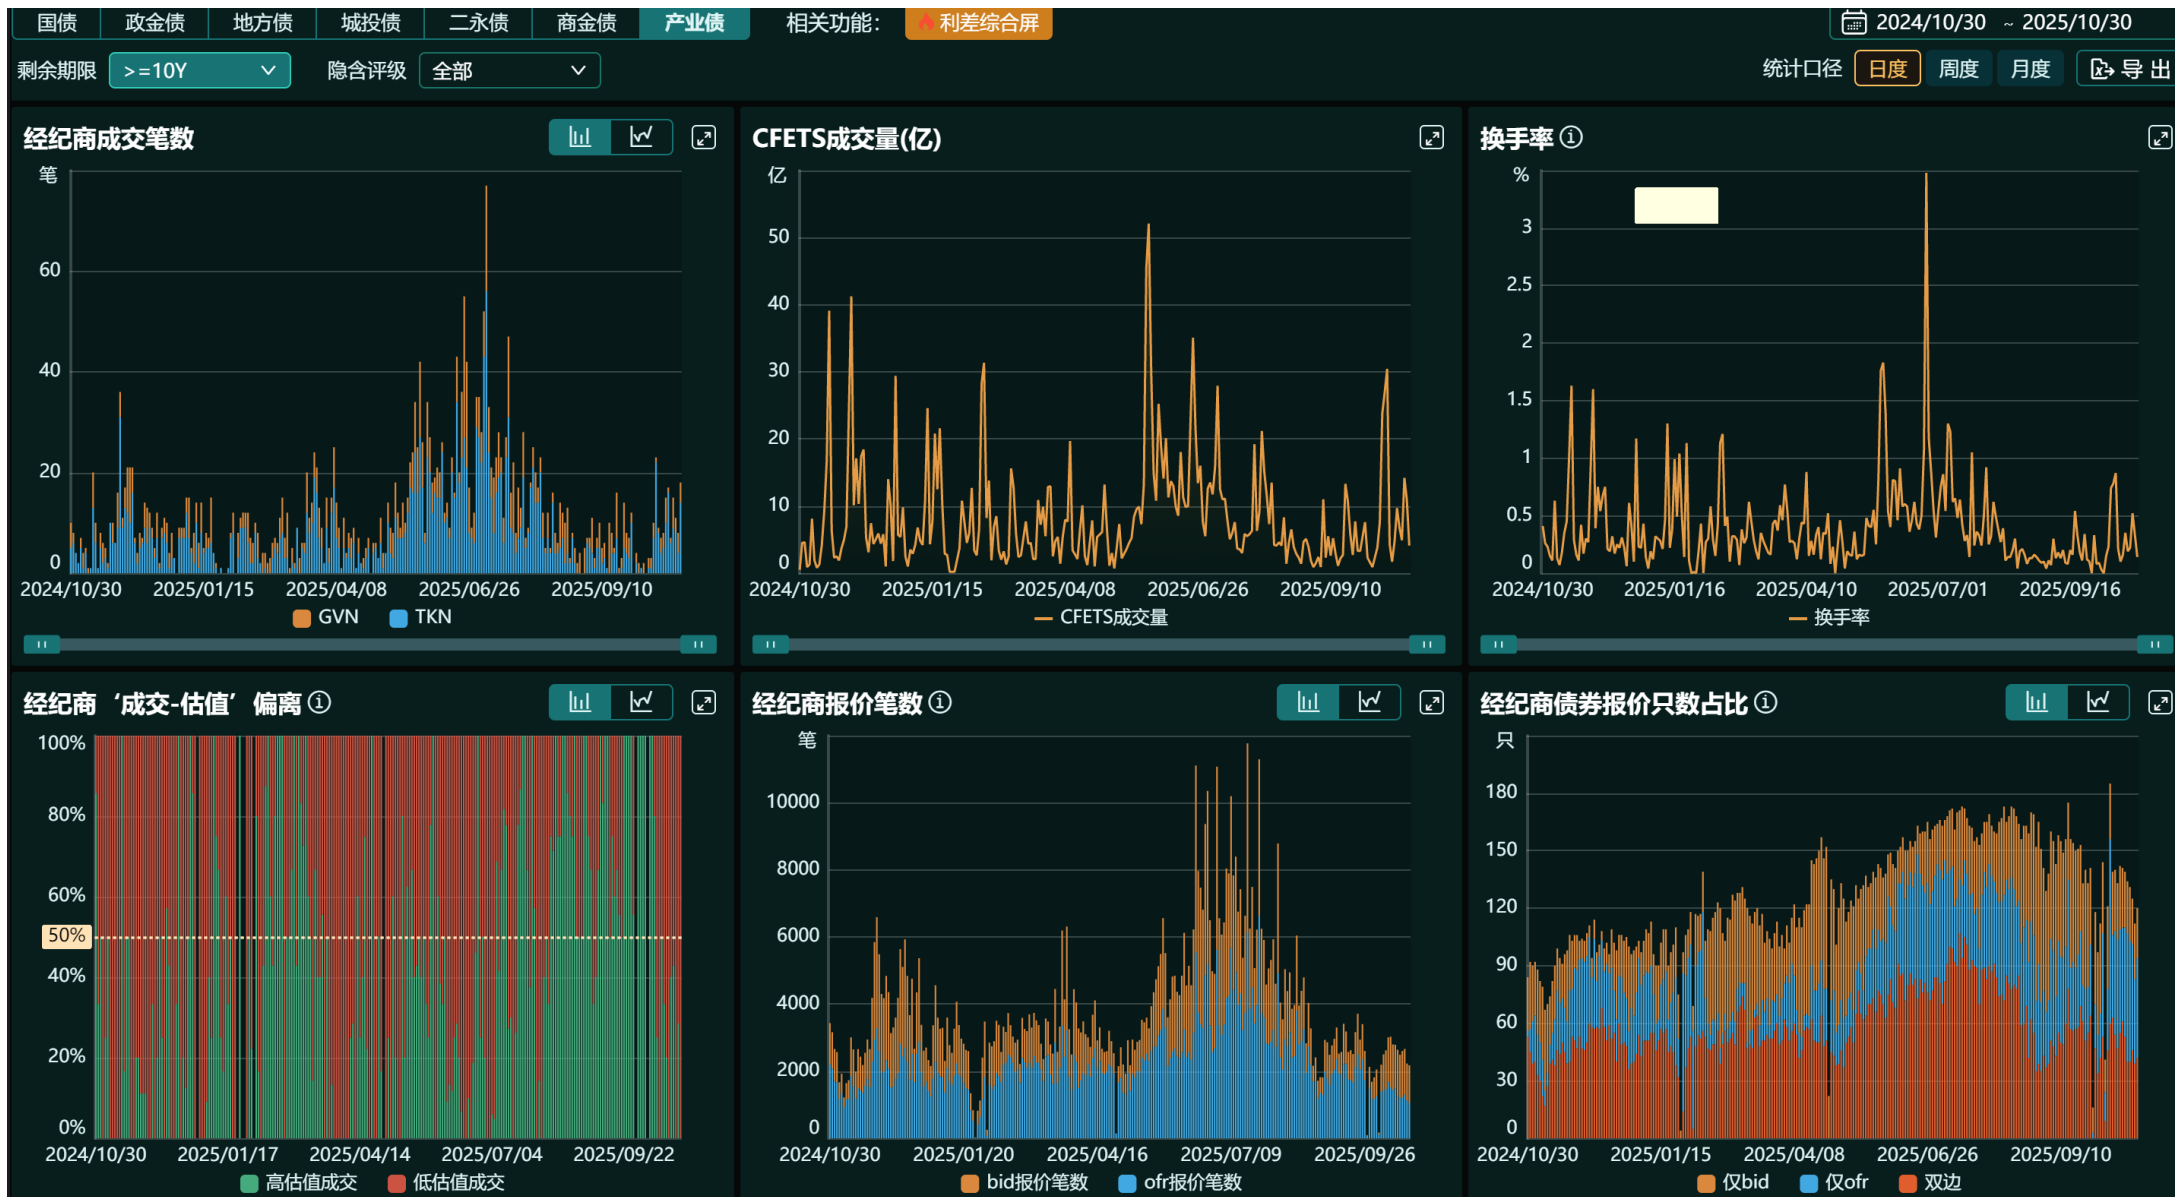 国债 政金债 地方债 城投债 二永债 商金债 产业债 相关功能： 利差综合屏 2024/10/30 ~ 2025/10/30
剩余期限 >=10Y 隐含评级 全部 统计口径 日度 周度 月度 导 出
经纪商成交笔数
笔
60
40
20
0
2024/10/30 2025/01/15 2025/04/08 2025/06/26 2025/09/10
GVN TKN
CFETS成交量(亿)
亿
50
40
30
20
10
0
2024/10/30 2025/01/15 2025/04/08 2025/06/26 2025/09/10
CFETS成交量
换手率
%
3
2.5
2
1.5
1
0.5
0
2024/10/30 2025/01/16 2025/04/10 2025/07/01 2025/09/16
换手率
经纪商‘成交-估值’偏离
100%
80%
60%
50%
40%
20%
0%
2024/10/30 2025/01/17 2025/04/14 2025/07/04 2025/09/22
高估值成交 低估值成交
经纪商报价笔数
笔
10000
8000
6000
4000
2000
0
2024/10/30 2025/01/20 2025/04/16 2025/07/09 2025/09/26
bid报价笔数 ofr报价笔数
经纪商债券报价只数占比
只
180
150
120
90
60
30
0
2024/10/30 2025/01/15 2025/04/08 2025/06/26 2025/09/10
仅bid 仅ofr 双边